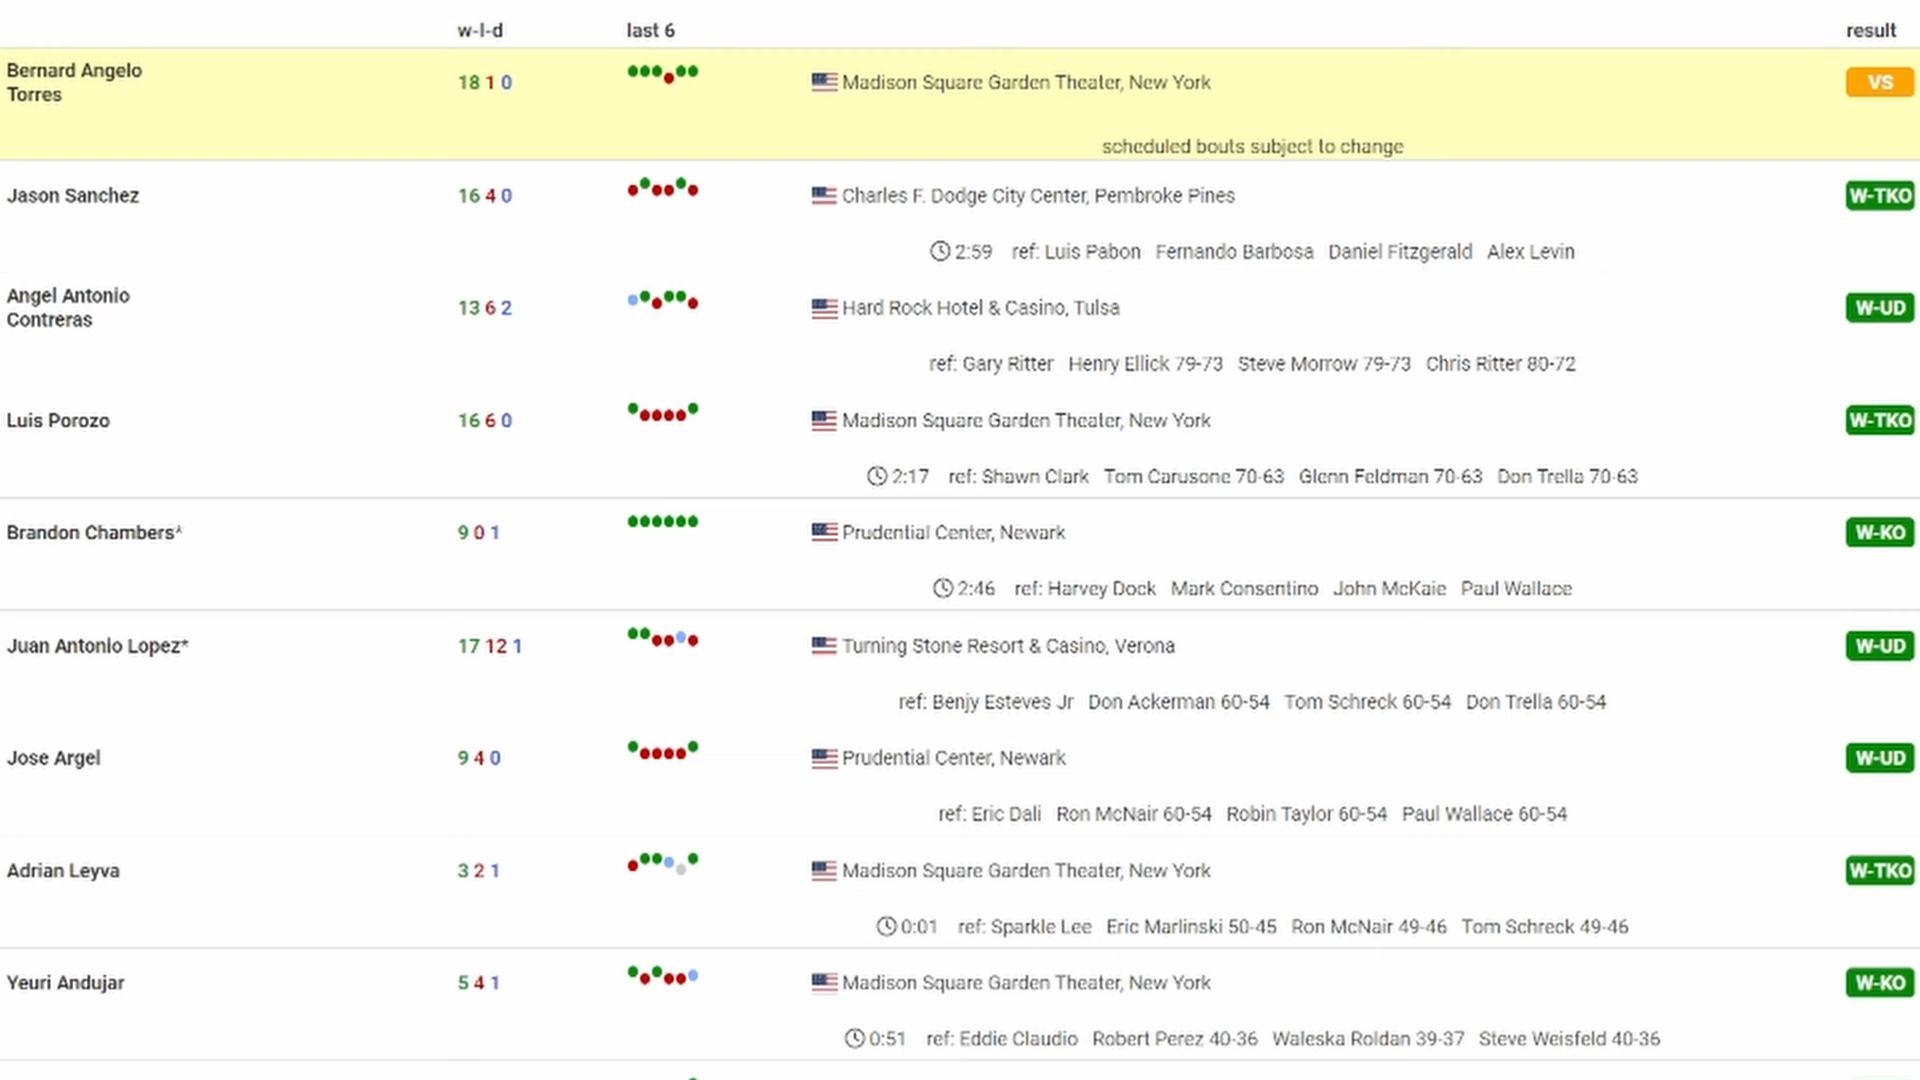 w-l-d last 6 result
Bernard Angelo
Torres
18 1 0 Madison Square Garden Theater, New York VS
scheduled bouts subject to change
Jason Sanchez 16 4 0 Charles F. Dodge City Center, Pembroke Pines W-TKO
2:59 ref: Luis Pabon Fernando Barbosa Daniel Fitzgerald Alex Levin
Angel Antonio
Contreras
13 6 2 Hard Rock Hotel & Casino, Tulsa W-UD
ref: Gary Ritter Henry Ellick 79-73 Steve Morrow 79-73 Chris Ritter 80-72
Luis Porozo 16 6 0 Madison Square Garden Theater, New York W-TKO
2:17 ref: Shawn Clark Tom Carusone 70-63 Glenn Feldman 70-63 Don Trella 70-63
Brandon Chambers* 9 0 1 Prudential Center, Newark W-KO
2:46 ref: Harvey Dock Mark Consentino John McKaie Paul Wallace
Juan Antonio Lopez* 17 12 1 Turning Stone Resort & Casino, Verona W-UD
ref: Benjy Esteves Jr Don Ackerman 60-54 Tom Schreck 60-54 Don Trella 60-54
Jose Argel 9 4 0 Prudential Center, Newark W-UD
ref: Eric Dali Ron McNair 60-54 Robin Taylor 60-54 Paul Wallace 60-54
Adrian Leyva 3 2 1 Madison Square Garden Theater, New York W-TKO
0:01 ref: Sparkle Lee Eric Marlinski 50-45 Ron McNair 49-46 Tom Schreck 49-46
Yeuri Andujar 5 4 1 Madison Square Garden Theater, New York W-KO
0:51 ref: Eddie Claudio Robert Perez 40-36 Waleska Roldan 39-37 Steve Weisfeld 40-36